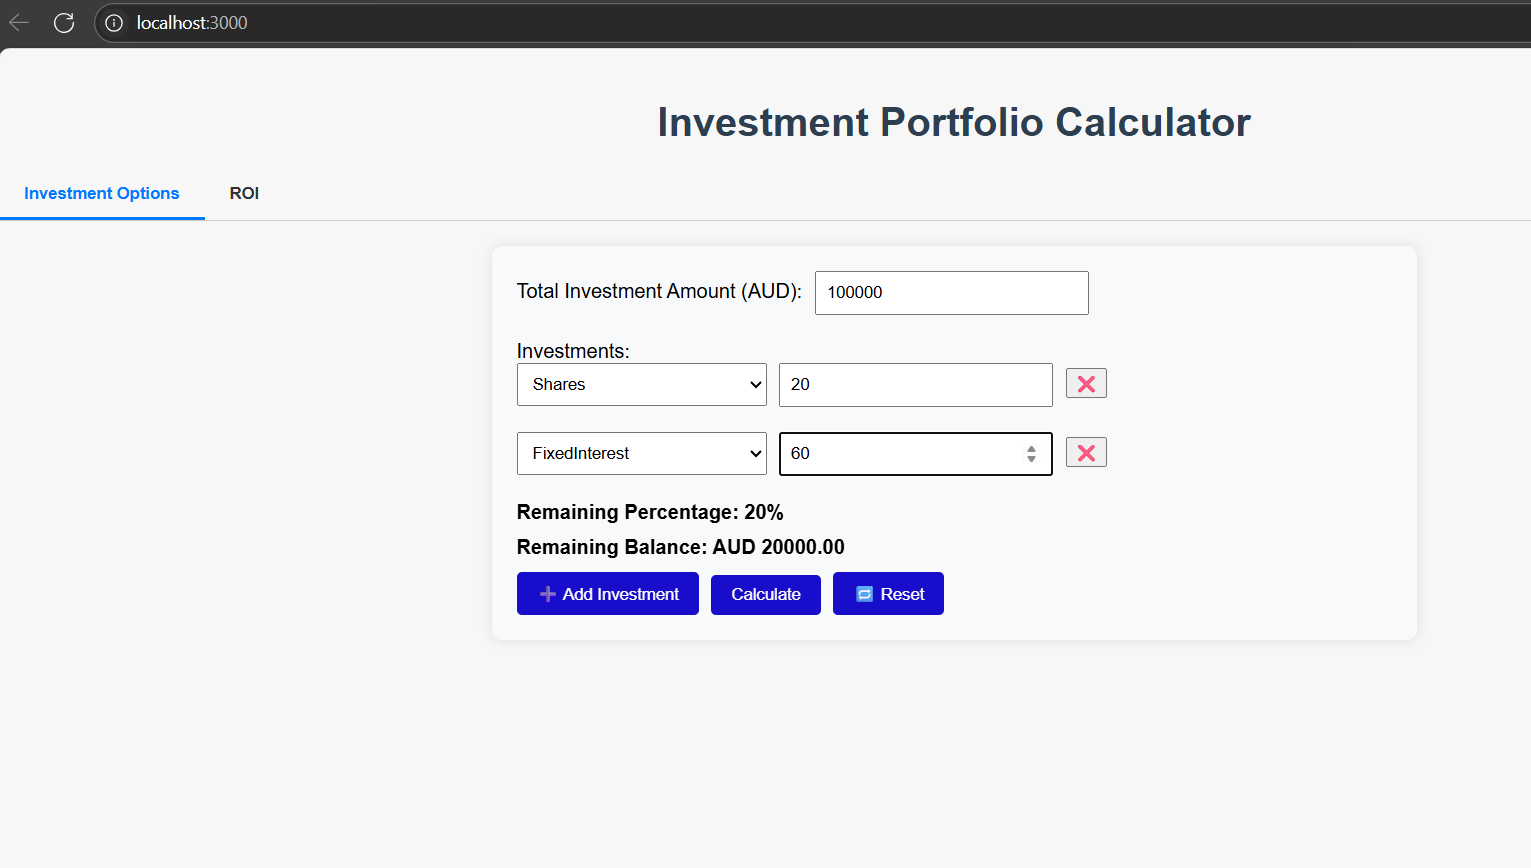 localhost:3000
Investment Portfolio Calculator
Investment Options ROI
Total Investment Amount (AUD): 100000
Investments:
Shares 20
FixedInterest 60
Remaining Percentage: 20%
Remaining Balance: AUD 20000.00
➕ Add Investment Calculate 🔁 Reset